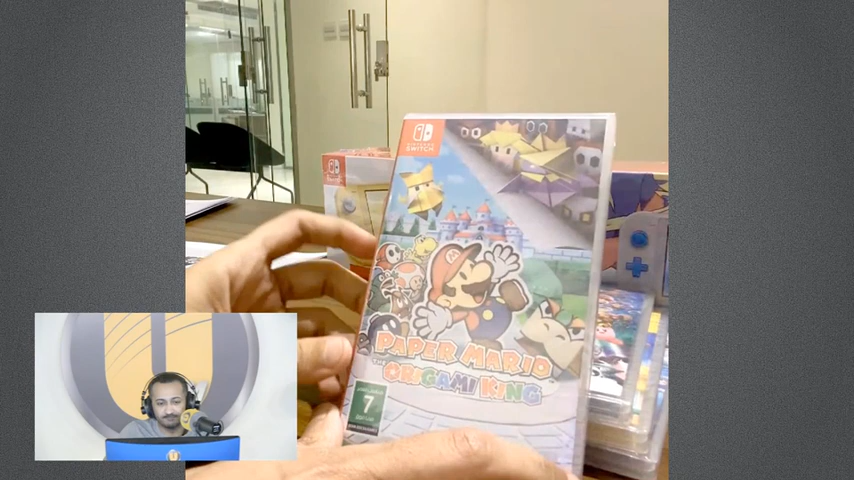 NINTENDO
SWITCH
PAPER MARIO
THE
ORIGAMI KING
7